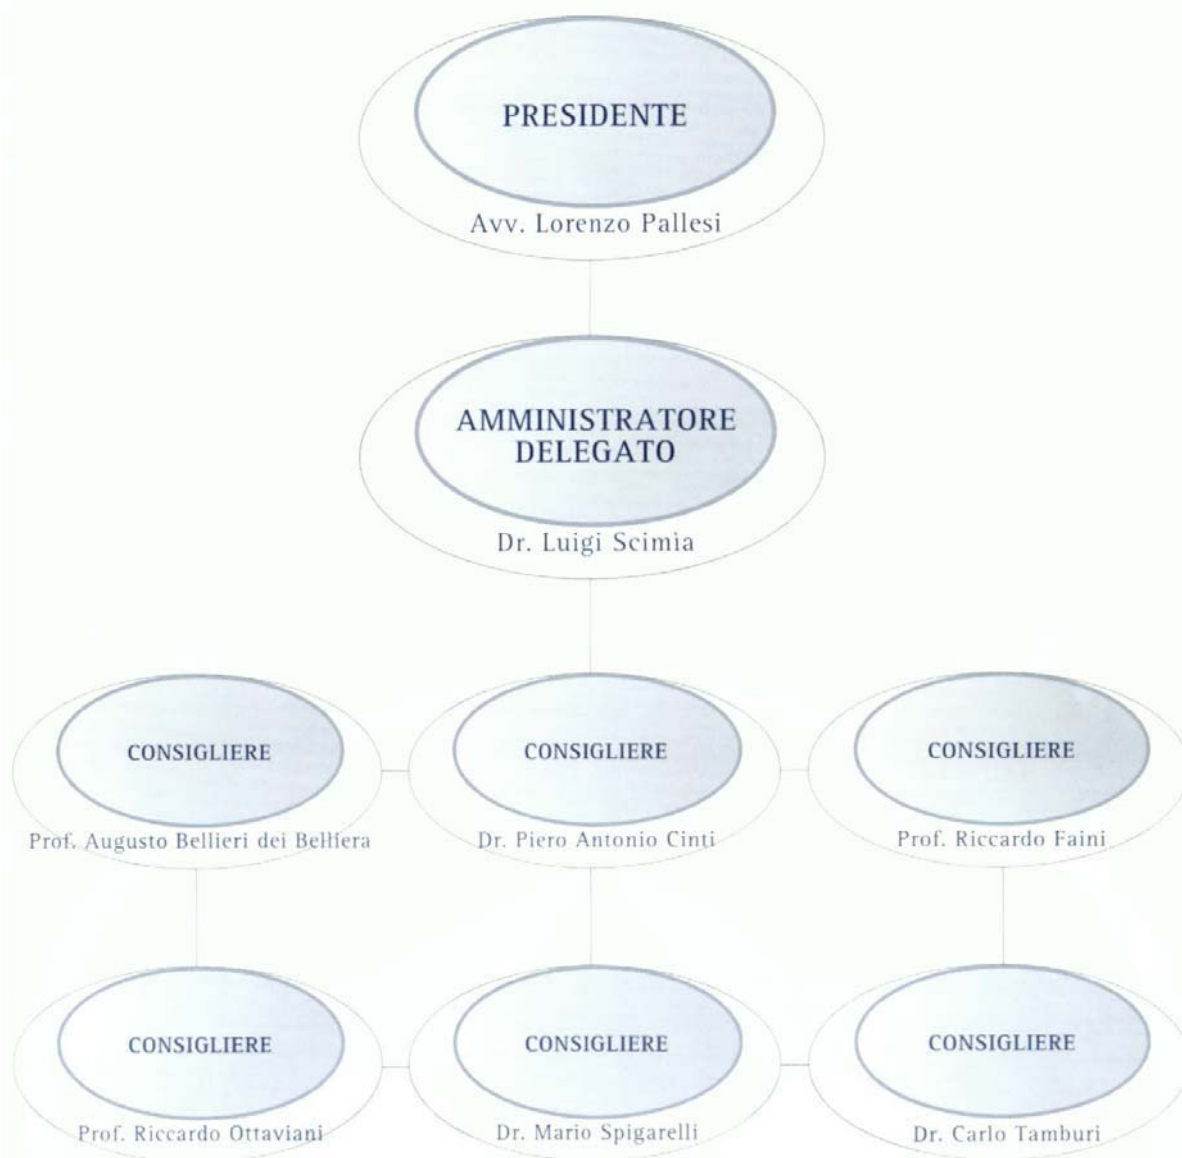 PRESIDENTE
Avv. Lorenzo Pallesi
AMMINISTRATORE
DELEGATO
Dr. Luigi Scimìa
CONSIGLIERE
Prof. Augusto Bellieri dei Belliera
CONSIGLIERE
Dr. Piero Antonio Cinti
CONSIGLIERE
Prof. Riccardo Faini
CONSIGLIERE
Prof. Riccardo Ottaviani
CONSIGLIERE
Dr. Mario Spigarelli
CONSIGLIERE
Dr. Carlo Tamburi